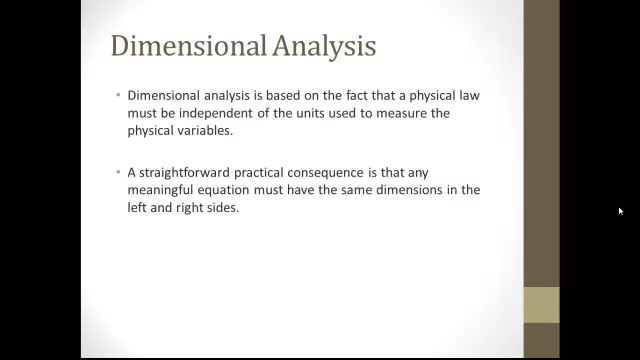 Dimensional Analysis
• Dimensional analysis is based on the fact that a physical law
must be independent of the units used to measure the
physical variables.
• A straightforward practical consequence is that any
meaningful equation must have the same dimensions in the
left and right sides.